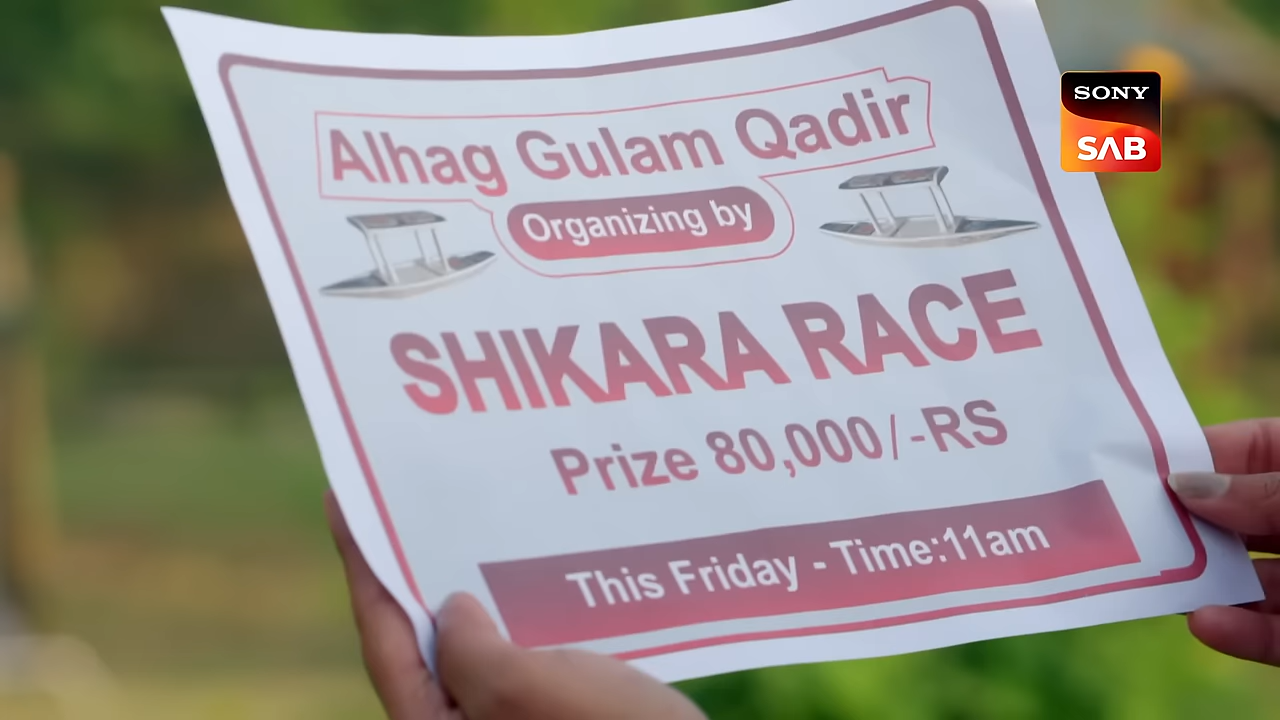 Alhag Gulam Qadir
Organizing by
SHIKARA RACE
Prize 80,000/-RS
This Friday - Time:11am
SONY
SAB